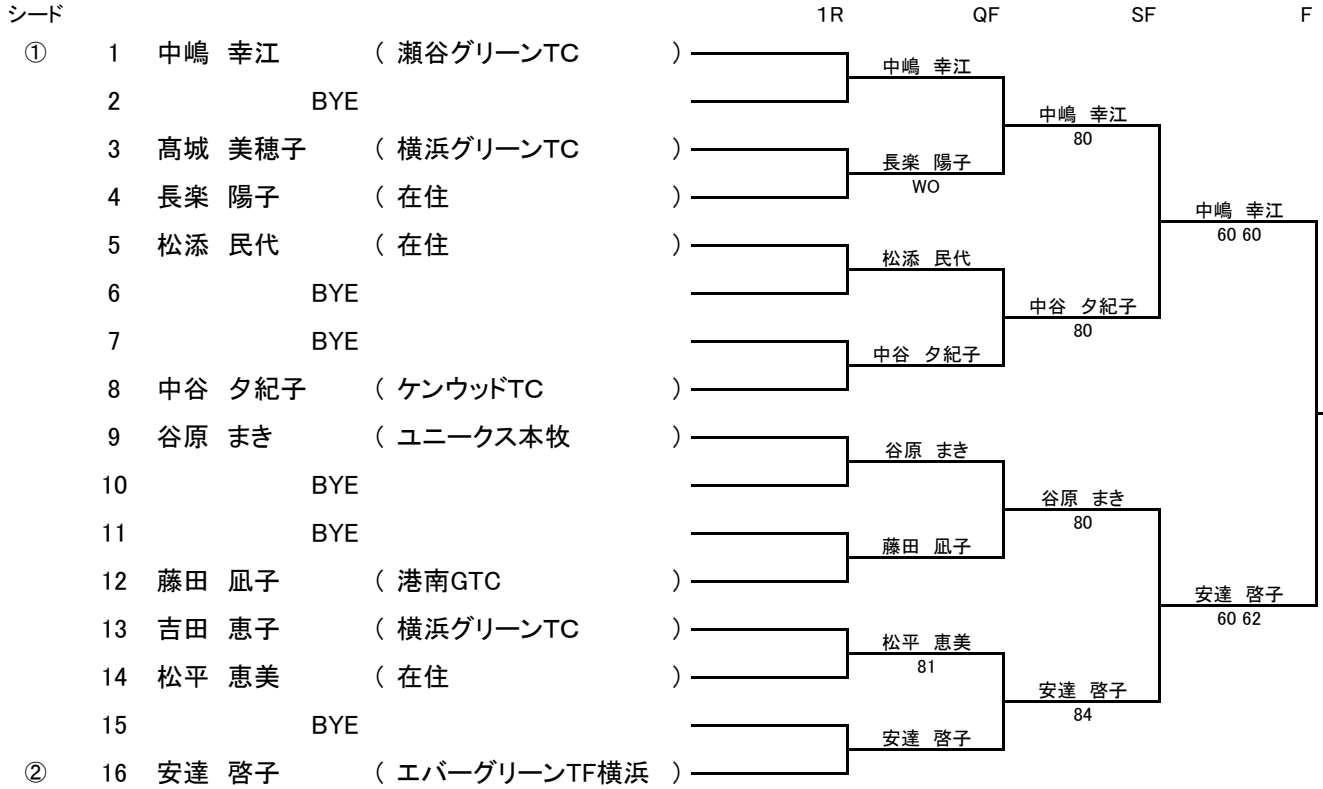 シード 1R QF SF F
① 1 中嶋 幸江 ( 瀬谷グリーンTC )
中嶋 幸江
2 BYE
中嶋 幸江
80
3 髙城 美穂子 ( 横浜グリーンTC )
長楽 陽子
WO
4 長楽 陽子 ( 在住 )
中嶋 幸江
60 60
5 松添 民代 ( 在住 )
松添 民代
6 BYE
中谷 夕紀子
80
7 BYE
中谷 夕紀子
8 中谷 夕紀子 ( ケンウッドTC )
9 谷原 まき ( ユニークス本牧 )
谷原 まき
10 BYE
谷原 まき
80
11 BYE
藤田 凪子
12 藤田 凪子 ( 港南GTC )
安達 啓子
60 62
13 吉田 恵子 ( 横浜グリーンTC )
松平 恵美
81
14 松平 恵美 ( 在住 )
安達 啓子
84
15 BYE
安達 啓子
② 16 安達 啓子 ( エバーグリーンTF横浜 )